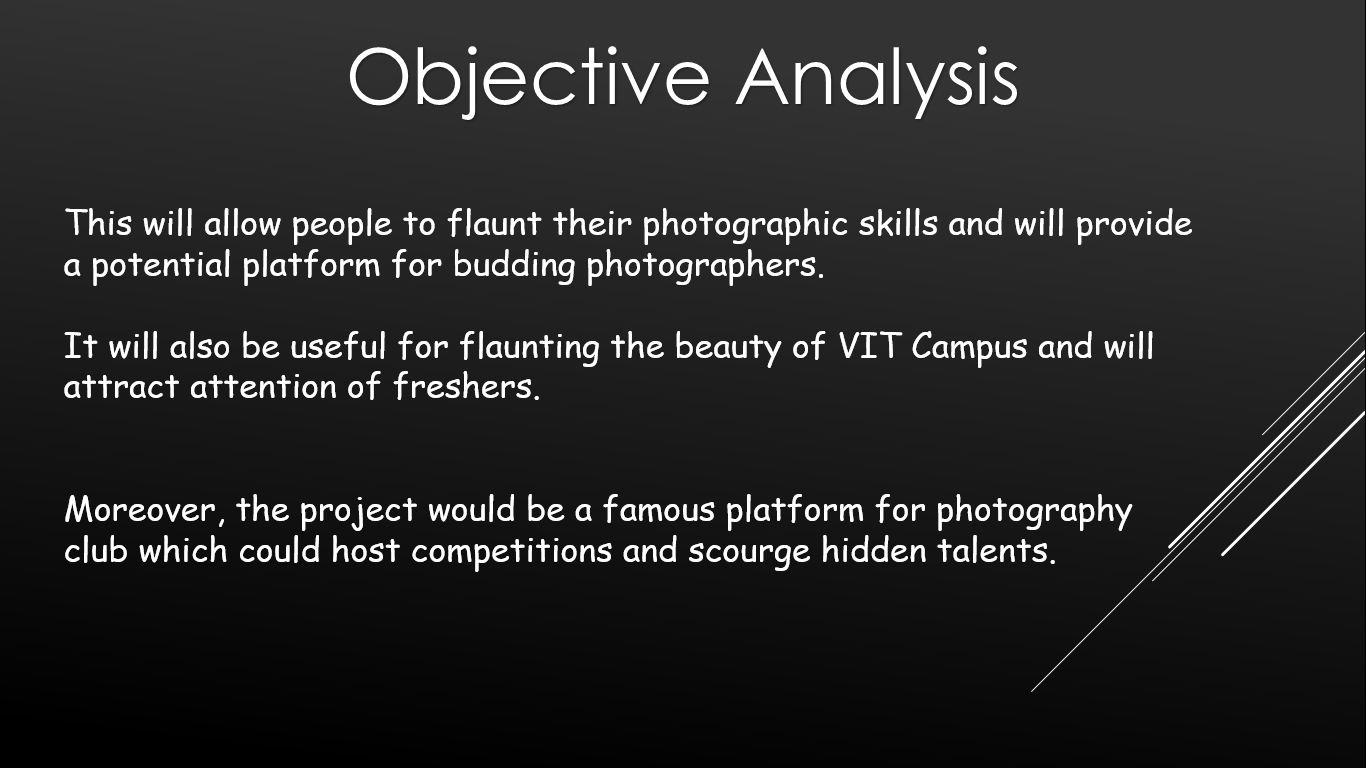 Objective Analysis
This will allow people to flaunt their photographic skills and will provide
a potential platform for budding photographers.
It will also be useful for flaunting the beauty of VIT Campus and will
attract attention of freshers.
Moreover, the project would be a famous platform for photography
club which could host competitions and scourge hidden talents.